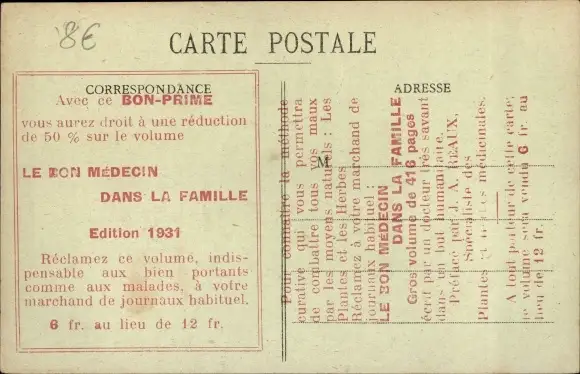 8€
CARTE POSTALE
CORRESPONDANCE
ADRESSE
Avec ce BON-PRIME
vous aurez droit à une réduction
de 50 % sur le volume
LE BON MÉDECIN
DANS LA FAMILLE
Edition 1931
Réclamez ce volume, indis-
pensable aux bien portants
comme aux malades, à votre
marchand de journaux habituel.
6 fr. au lieu de 12 fr.
M
Pour connaître la méthode
curative qui vous permettra
de combattre tous vos maux
par les moyens naturels : Les
Plantes et les Herbes
Réclamez à votre marchand de
journaux habituel :
LE BON MÉDECIN
DANS LA FAMILLE
Gros volume de 416 pages
écrit par un docteur très savant
dans un but humanitaire.
Préface par J. A. REAUX,
Spécialiste des
Plantes médicinales.
A tout porteur de cette carte,
le volume sera vendu 6 fr. au
lieu de 12 fr.